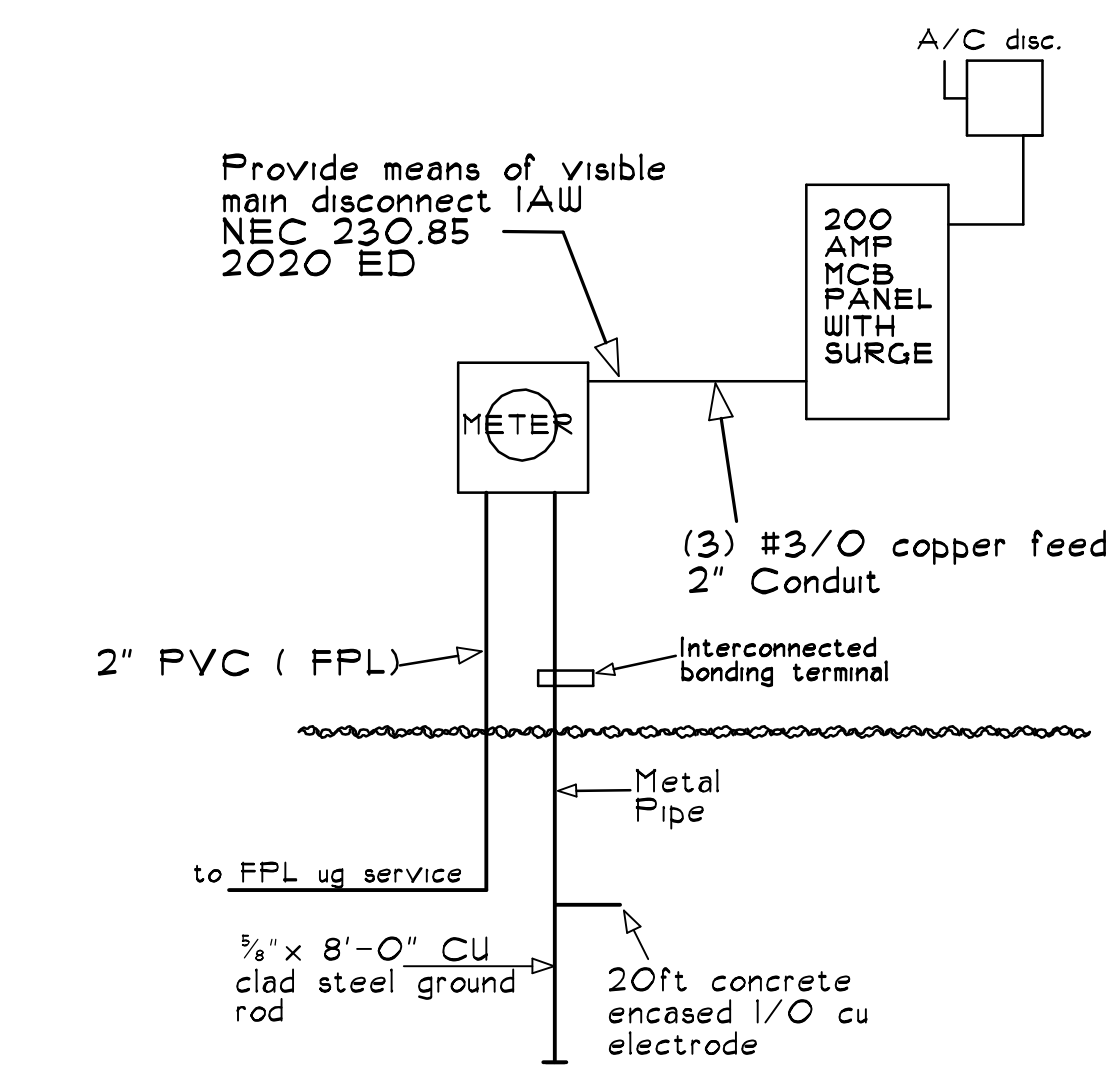 A/C disc.
Provide means of visible
main disconnect IAW
NEC 230.85
2020 ED
200
AMP
MCB
PANEL
WITH
SURGE
METER
(3) #3/0 copper feed
2" Conduit
2" PVC ( FPL)
Interconnected
bonding terminal
Metal
Pipe
to FPL ug service
5/8" x 8'-0" CU
clad steel ground
rod
20ft concrete
encased 1/0 cu
electrode